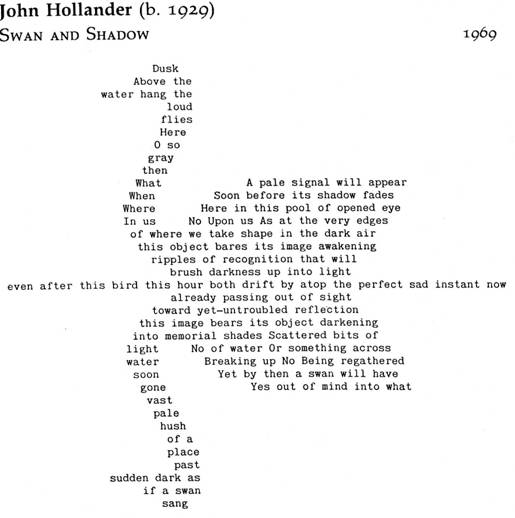 John Hollander (b. 1929)
SWAN AND SHADOW 1969
Dusk
Above the
water hang the
loud
flies
Here
O so
gray
then
What A pale signal will appear
When Soon before its shadow fades
Where Here in this pool of opened eye
In us No Upon us As at the very edges
of where we take shape in the dark air
this object bares its image awakening
ripples of recognition that will
brush darkness up into light
even after this bird this hour both drift by atop the perfect sad instant now
already passing out of sight
toward yet-untroubled reflection
this image bears its object darkening
into memorial shades Scattered bits of
light No of water Or something across
water Breaking up No Being regathered
soon Yet by then a swan will have
gone Yes out of mind into what
vast
pale
hush
of a
place
past
sudden dark as
if a swan
sang